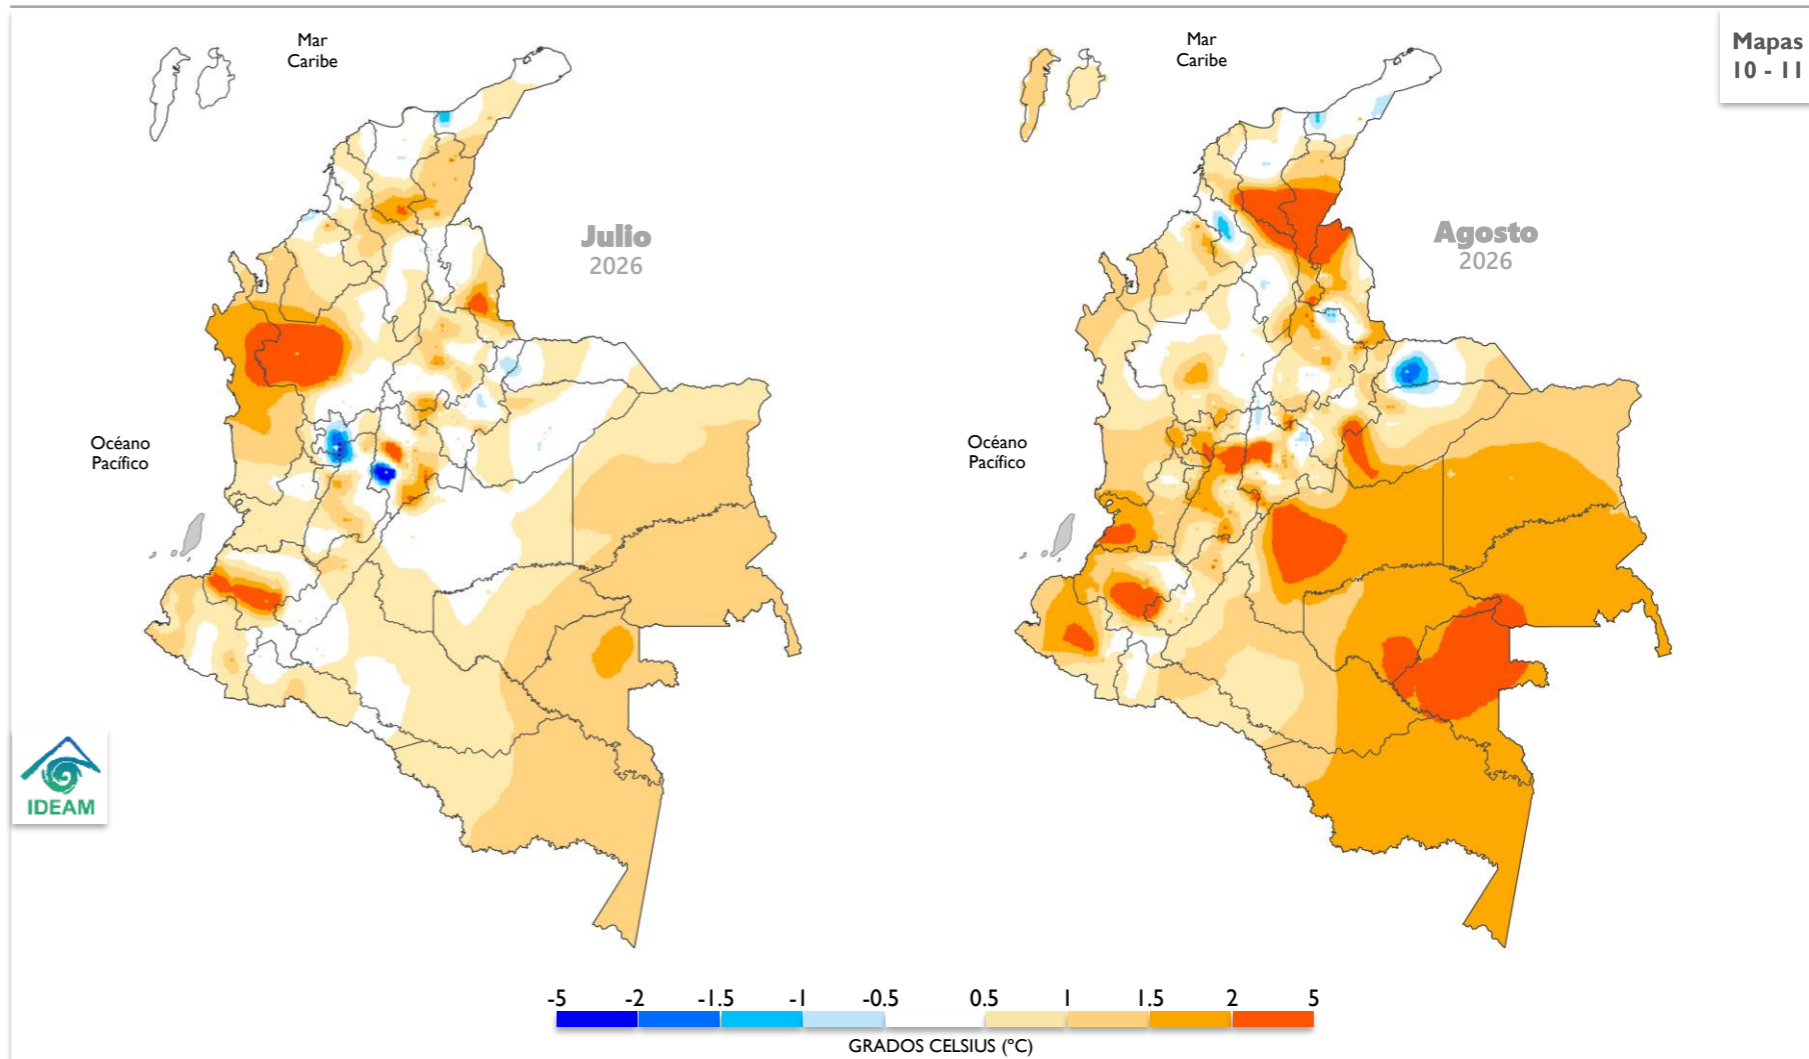 Mar
Caribe
Mar
Caribe
Mapas
10 - 11
Julio
2026
Agosto
2026
Océano
Pacífico
Océano
Pacífico
IDEAM
-5 -2 -1.5 -1 -0.5 0.5 1 1.5 2 5
GRADOS CELSIUS (°C)